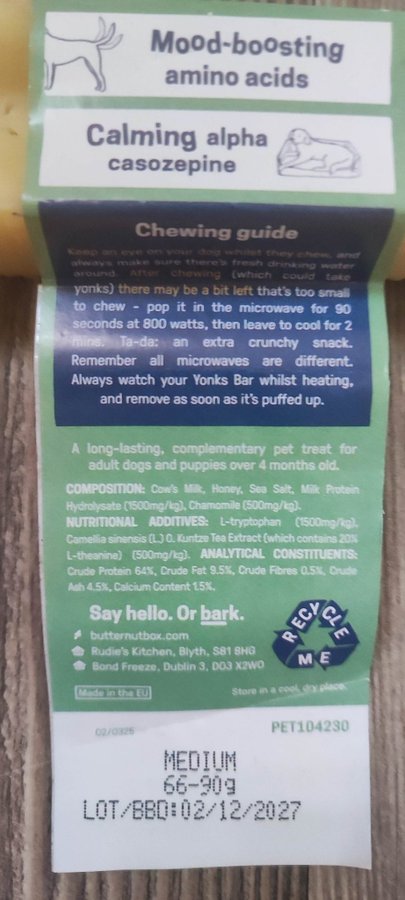 Mood-boosting
amino acids
Calming alpha
casozepine
Chewing guide
Keep an eye on your dog whilst they chew, and
always make sure there's fresh drinking water
around. After chewing (which could take
yonks) there may be a bit left that's too small
to chew - pop it in the microwave for 90
seconds at 800 watts, then leave to cool for 2
mins. Ta-da: an extra crunchy snack.
Remember all microwaves are different.
Always watch your Yonks Bar whilst heating,
and remove as soon as it's puffed up.
A long-lasting, complementary pet treat for
adult dogs and puppies over 4 months old.
COMPOSITION: Cow's Milk, Honey, Sea Salt, Milk Protein
Hydrolysate (1500mg/kg), Chamomile (500mg/kg).
NUTRITIONAL ADDITIVES: L-tryptophan (1500mg/kg),
Camellia sinensis (L.) O. Kuntze Tea Extract (which contains 20%
L-theanine) (500mg/kg). ANALYTICAL CONSTITUENTS:
Crude Protein 64%, Crude Fat 9.5%, Crude Fibres 0.5%, Crude
Ash 4.5%, Calcium Content 1.5%.
Say hello. Or bark.
butternutbox.com
Rudie's Kitchen, Blyth, S81 8HG
Bond Freeze, Dublin 3, D03 X2W0
RECYCLE
ME
Made in the EU
Store in a cool, dry place.
02/0325
PET104230
MEDIUM
66-90g
LOT/BBD:02/12/2027